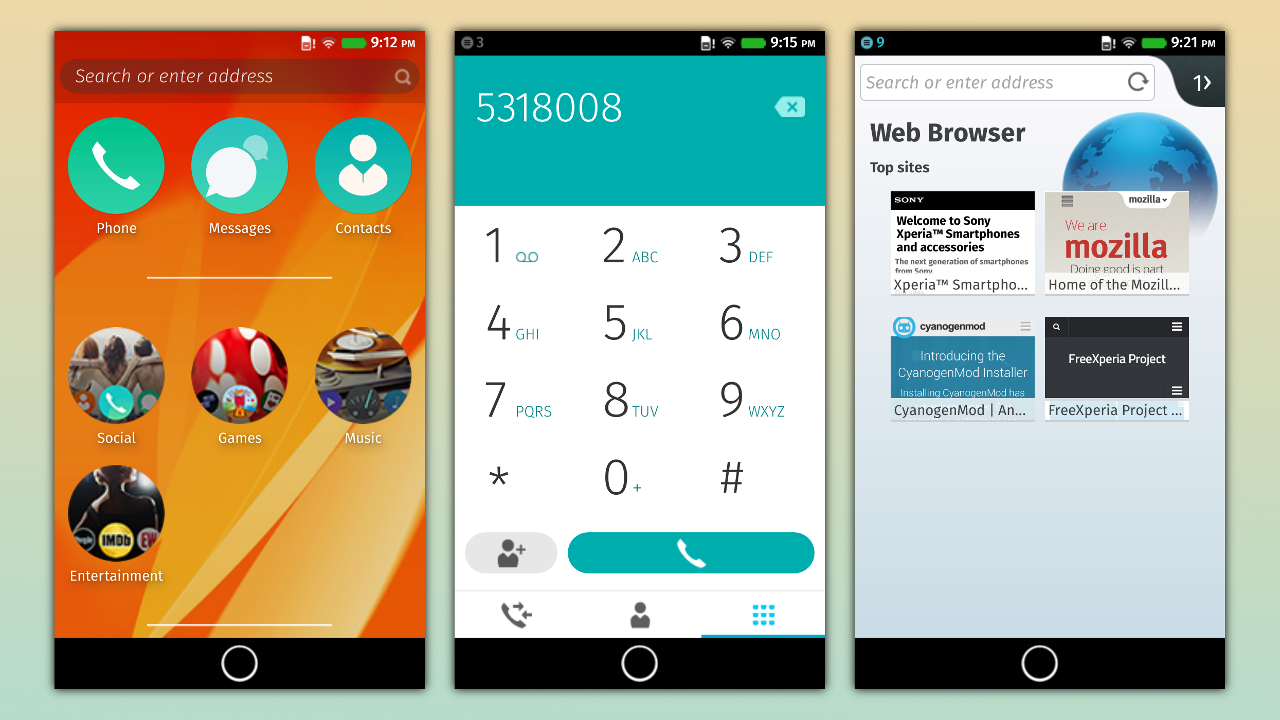 9:12 PM
Search or enter address
Phone
Messages
Contacts
Social
Games
Music
People
IMDb
EW
Entertainment
3
9:15 PM
5318008
1
2 ABC
3 DEF
4 GHI
5 JKL
6 MNO
7 PQRS
8 TUV
9 WXYZ
*
0 +
#
9
9:21 PM
Search or enter address
1
Web Browser
Top sites
SONY
Welcome to Sony
Xperia™ Smartphones
and accessories
The next generation of smartphones
from Sony
Xperia™ Smartpho...
mozilla
We are
mozilla
Doing good is part
Home of the Mozill...
cyanogenmod
Introducing the
CyanogenMod Installer
Installing CyanogenMod has
CyanogenMod | An...
FreeXperia Project
FreeXperia Project ...